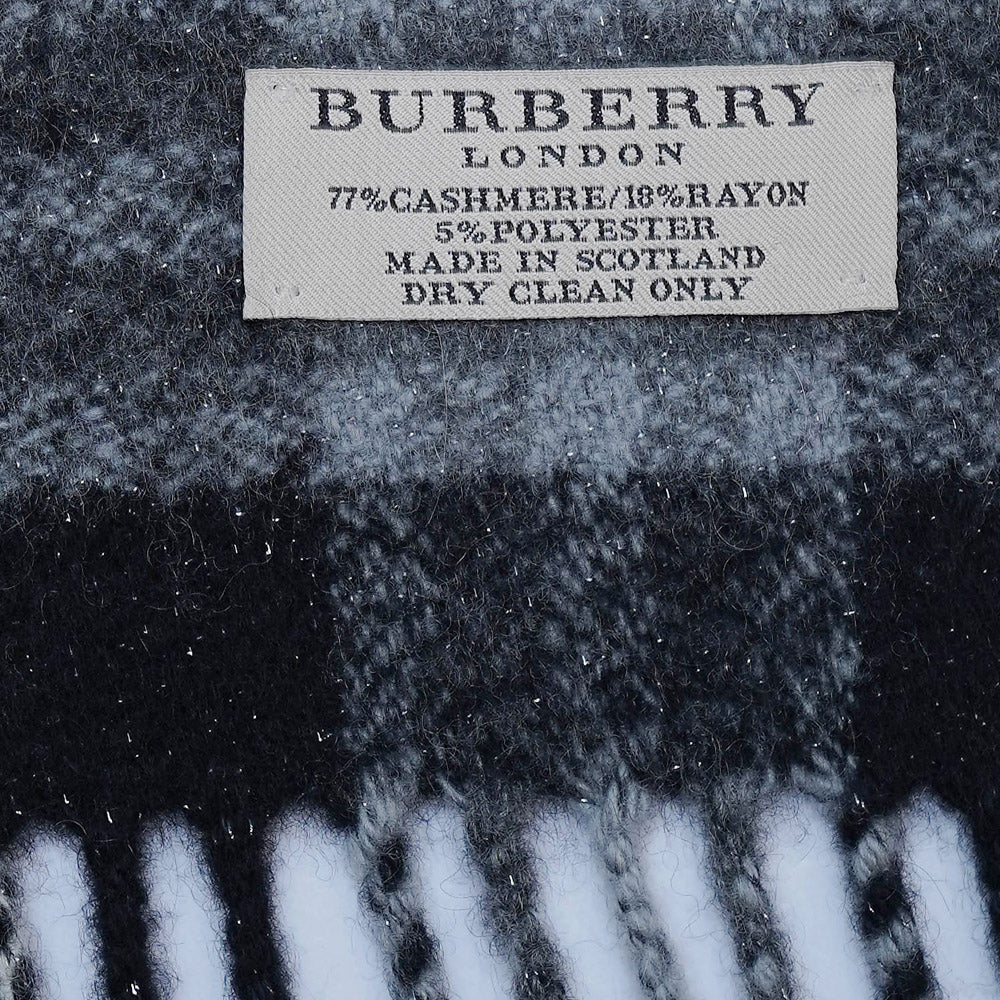 BURBERRY
LONDON
77%CASHMERE/18%RAYON
5%POLYESTER
MADE IN SCOTLAND
DRY CLEAN ONLY